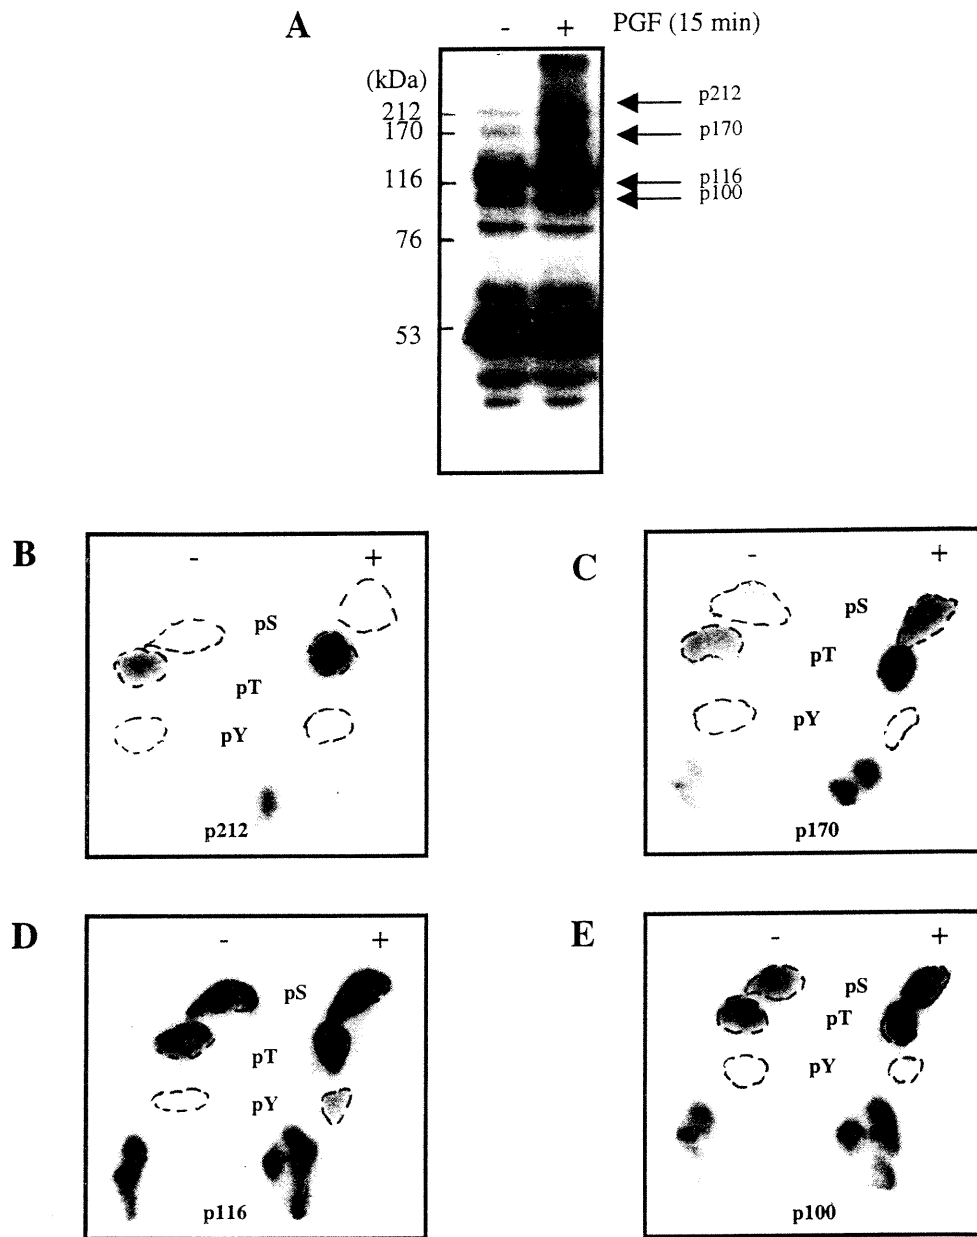 A
- + PGF (15 min)
(kDa)
212
170
116
76
53
p212
p170
p116
p100
B
- +
pS
pT
pY
p212
C
- +
pS
pT
pY
p170
D
- +
pS
pT
pY
p116
E
- +
pS
pT
pY
p100